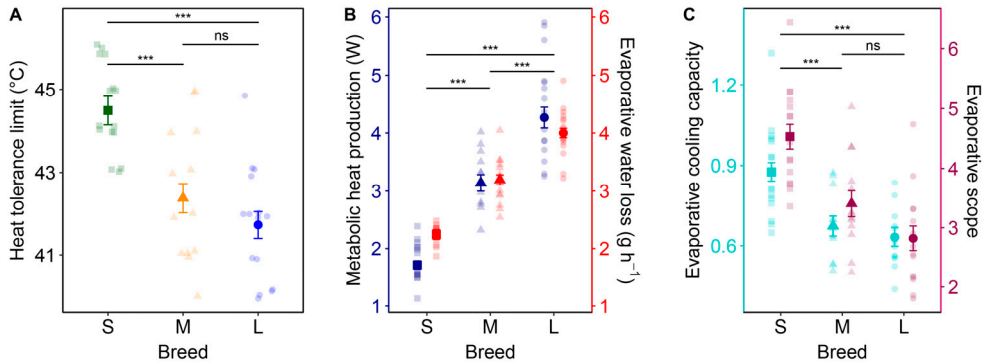 A
Heat tolerance limit (°C)
45
43
41
***
***
ns
S
M
L
Breed
B
Metabolic heat production (W)
6
5
4
3
2
1
***
***
***
S
M
L
Breed
6
5
4
3
2
1
Evaporative water loss (g h⁻¹)
C
Evaporative cooling capacity
1.2
0.9
0.6
***
***
ns
S
M
L
Breed
6
5
4
3
2
Evaporative scope